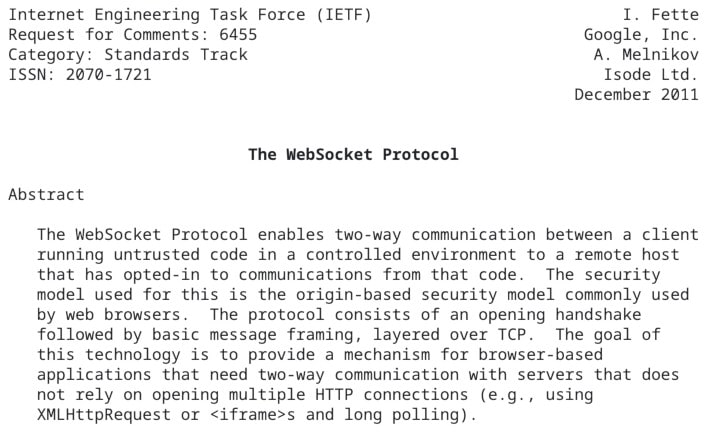 Internet Engineering Task Force (IETF) I. Fette
Request for Comments: 6455 Google, Inc.
Category: Standards Track A. Melnikov
ISSN: 2070-1721 Isode Ltd.
December 2011
The WebSocket Protocol
Abstract
The WebSocket Protocol enables two-way communication between a client
running untrusted code in a controlled environment to a remote host
that has opted-in to communications from that code. The security
model used for this is the origin-based security model commonly used
by web browsers. The protocol consists of an opening handshake
followed by basic message framing, layered over TCP. The goal of
this technology is to provide a mechanism for browser-based
applications that need two-way communication with servers that does
not rely on opening multiple HTTP connections (e.g., using
XMLHttpRequest or <iframe>s and long polling).